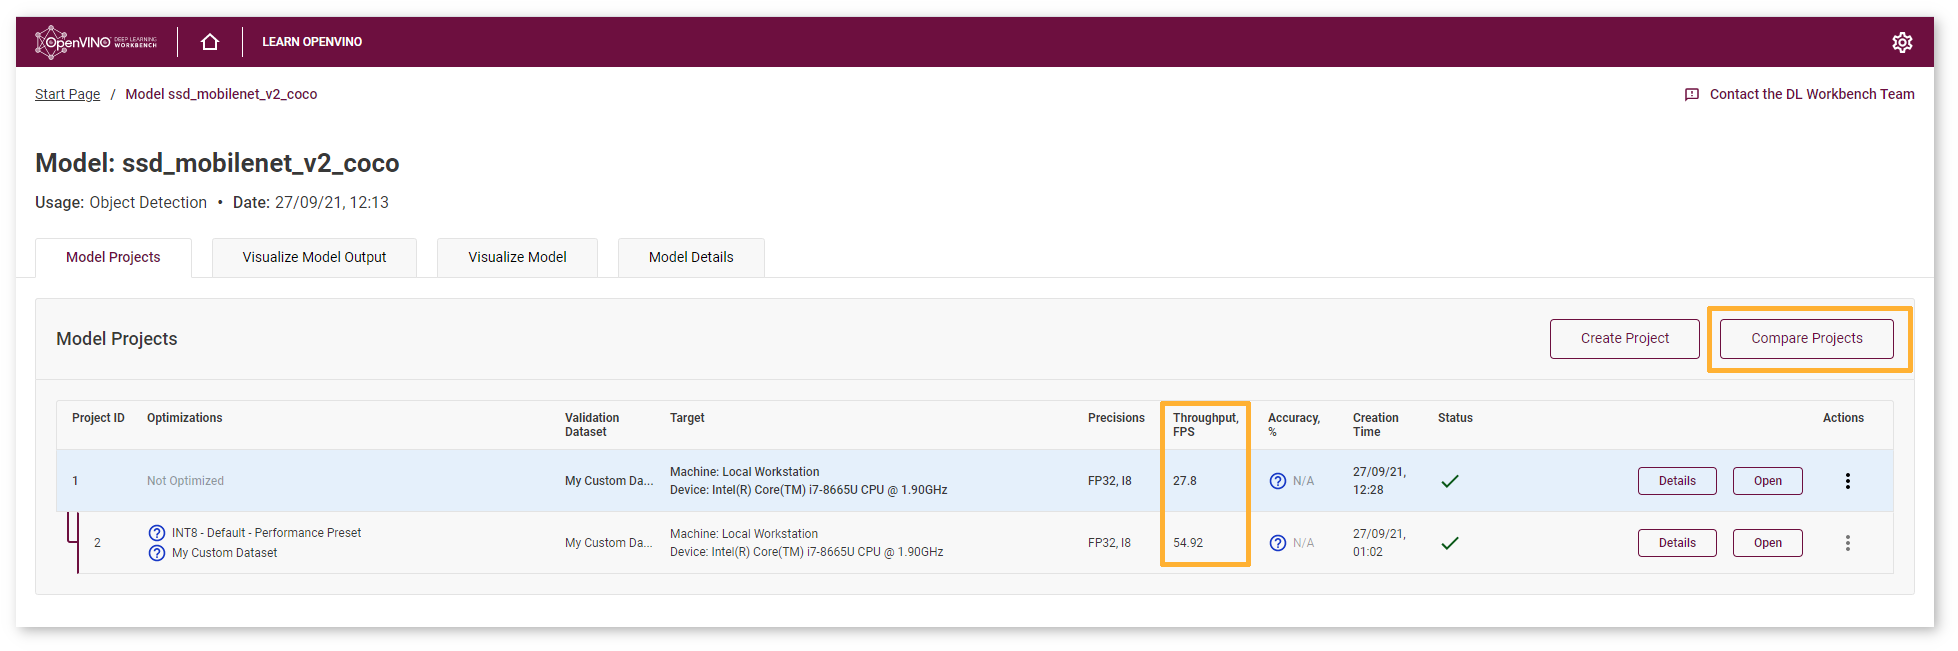 OpenVINO DEEP LEARNING WORKBENCH
LEARN OPENVINO
Start Page / Model ssd_mobilenet_v2_coco
Contact the DL Workbench Team
Model: ssd_mobilenet_v2_coco
Usage: Object Detection • Date: 27/09/21, 12:13
Model Projects
Visualize Model Output
Visualize Model
Model Details
Model Projects
Create Project
Compare Projects
Project ID
Optimizations
Validation
Dataset
Target
Precisions
Throughput,
FPS
Accuracy,
%
Creation
Time
Status
Actions
1
Not Optimized
My Custom Da...
Machine: Local Workstation
Device: Intel(R) Core(TM) i7-8665U CPU @ 1.90GHz
FP32, I8
27.8
? N/A
27/09/21,
12:28
Details
Open
2
? INT8 - Default - Performance Preset
? My Custom Dataset
My Custom Da...
Machine: Local Workstation
Device: Intel(R) Core(TM) i7-8665U CPU @ 1.90GHz
FP32, I8
54.92
? N/A
27/09/21,
01:02
Details
Open